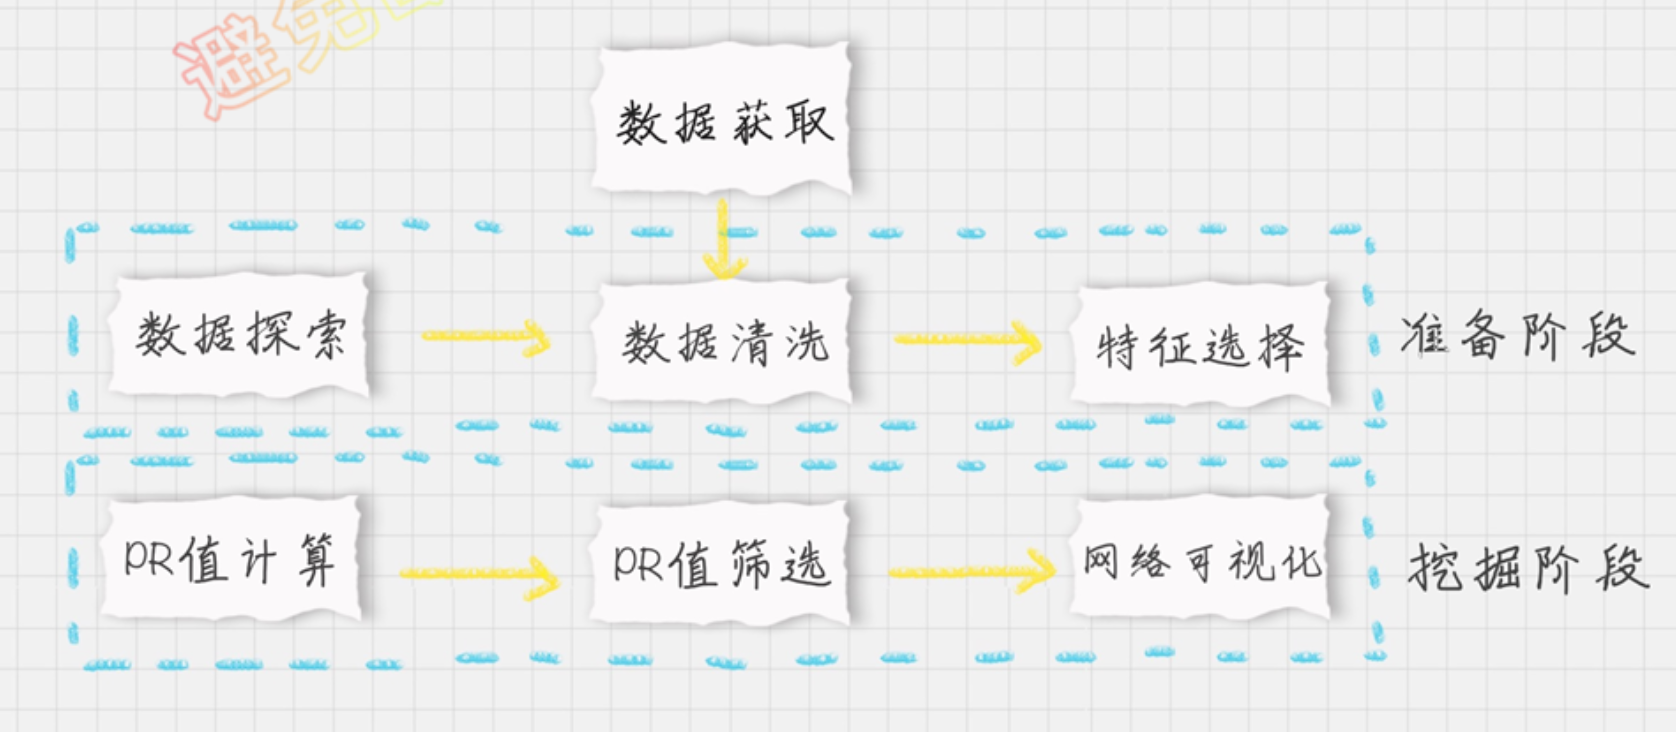 避免
数据获取
数据探索
数据清洗
特征选择
准备阶段
PR值计算
PR值筛选
网络可视化
挖掘阶段